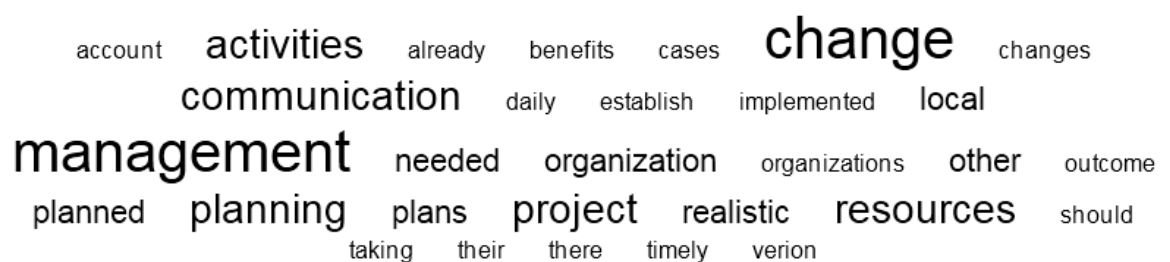 account activities already benefits cases change changes
communication daily establish implemented local
management needed organization organizations other outcome
planned planning plans project realistic resources should
taking their there timely verion